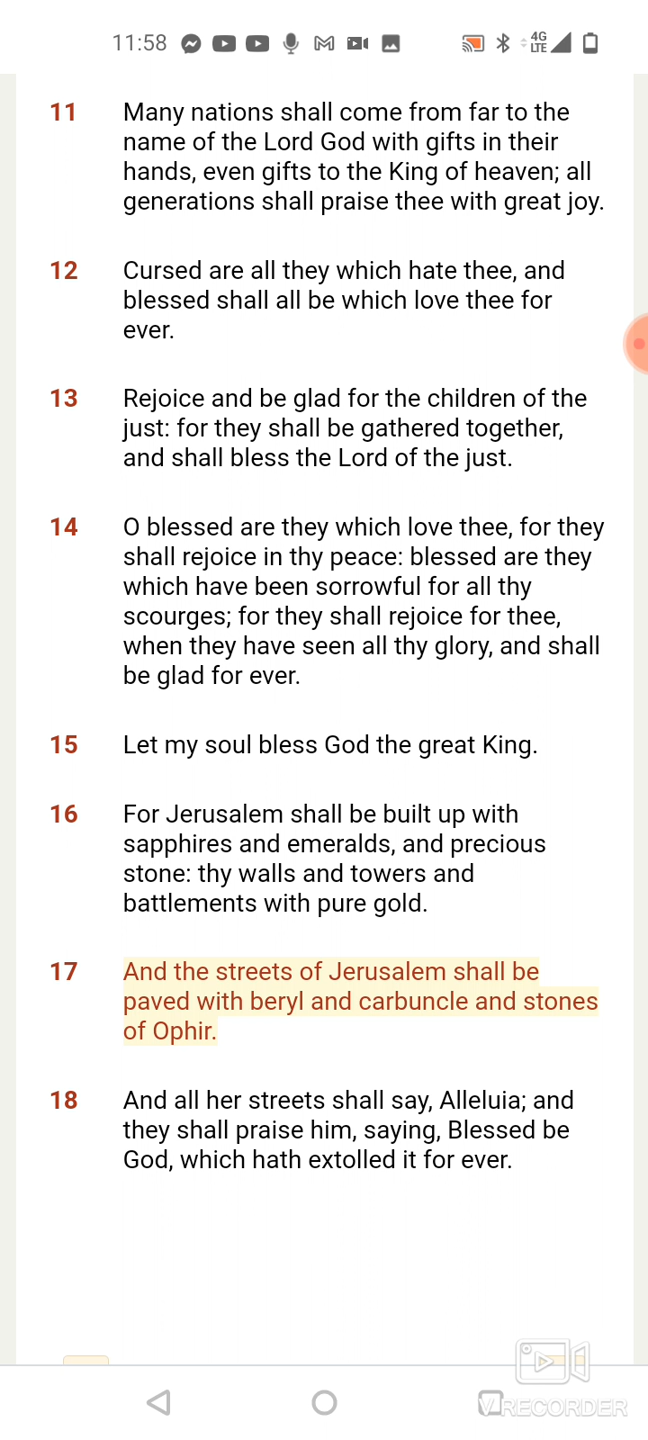 11:58
4G
LTE
11 Many nations shall come from far to the
name of the Lord God with gifts in their
hands, even gifts to the King of heaven; all
generations shall praise thee with great joy.
12 Cursed are all they which hate thee, and
blessed shall all be which love thee for
ever.
13 Rejoice and be glad for the children of the
just: for they shall be gathered together,
and shall bless the Lord of the just.
14 O blessed are they which love thee, for they
shall rejoice in thy peace: blessed are they
which have been sorrowful for all thy
scourges; for they shall rejoice for thee,
when they have seen all thy glory, and shall
be glad for ever.
15 Let my soul bless God the great King.
16 For Jerusalem shall be built up with
sapphires and emeralds, and precious
stone: thy walls and towers and
battlements with pure gold.
17 And the streets of Jerusalem shall be
paved with beryl and carbuncle and stones
of Ophir.
18 And all her streets shall say, Alleluia; and
they shall praise him, saying, Blessed be
God, which hath extolled it for ever.
VRECORDER